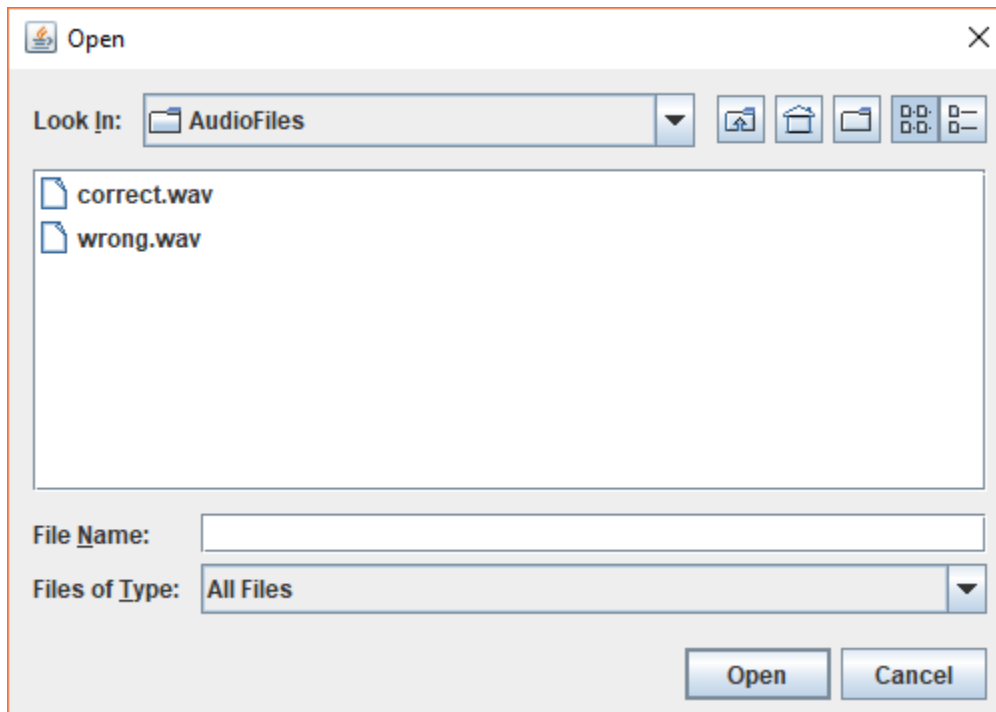 Open
Look In: AudioFiles
correct.wav
wrong.wav
File Name:
Files of Type: All Files
Open Cancel